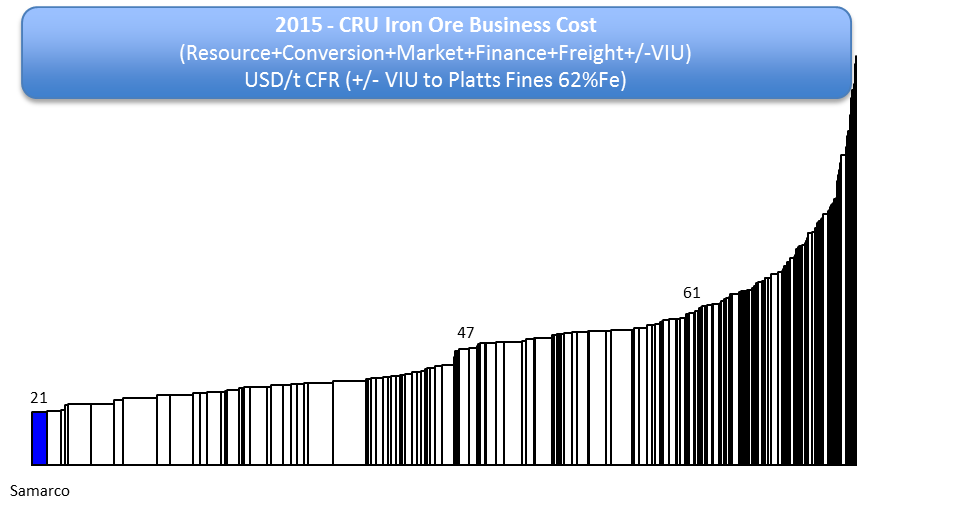 2015 - CRU Iron Ore Business Cost
(Resource+Conversion+Market+Finance+Freight+/-VIU)
USD/t CFR (+/- VIU to Platts Fines 62%Fe)
61
47
21
Samarco